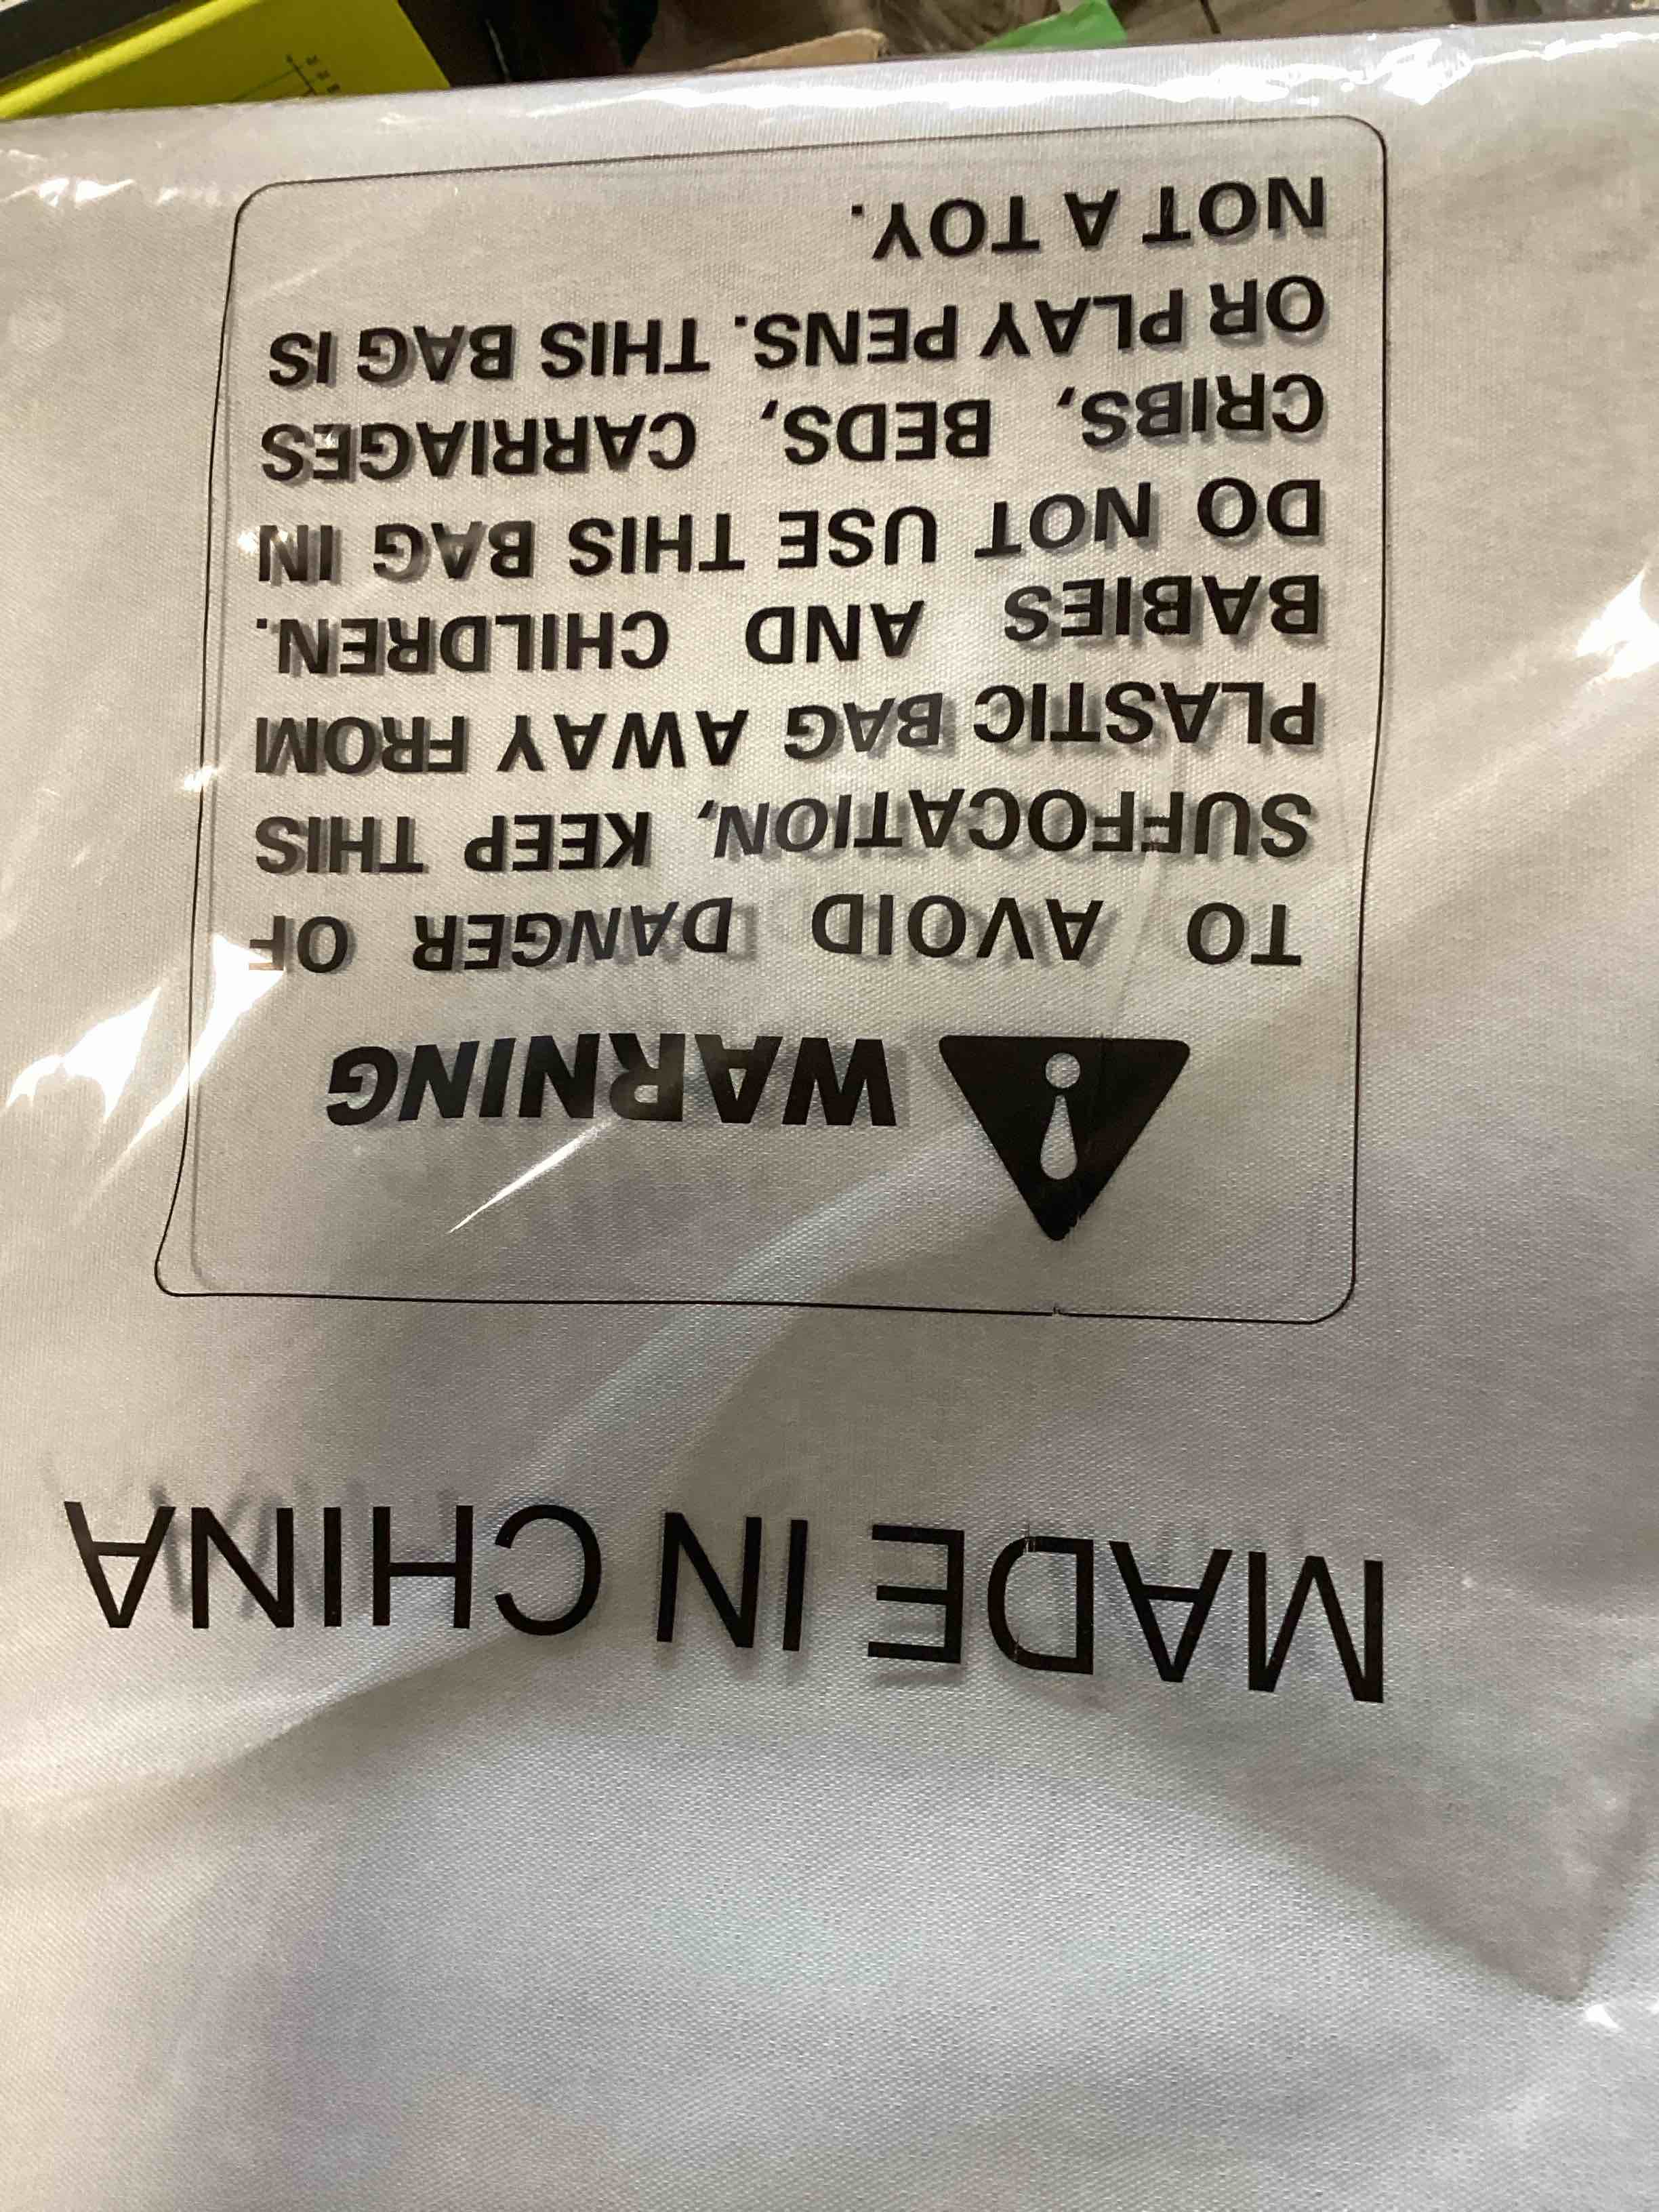 MADE IN CHINA
WARNING
TO AVOID DANGER OF
SUFFOCATION, KEEP THIS
PLASTIC BAG AWAY FROM
BABIES AND CHILDREN.
DO NOT USE THIS BAG IN
CRIBS, BEDS, CARRIAGES
OR PLAY PENS. THIS BAG IS
NOT A TOY.